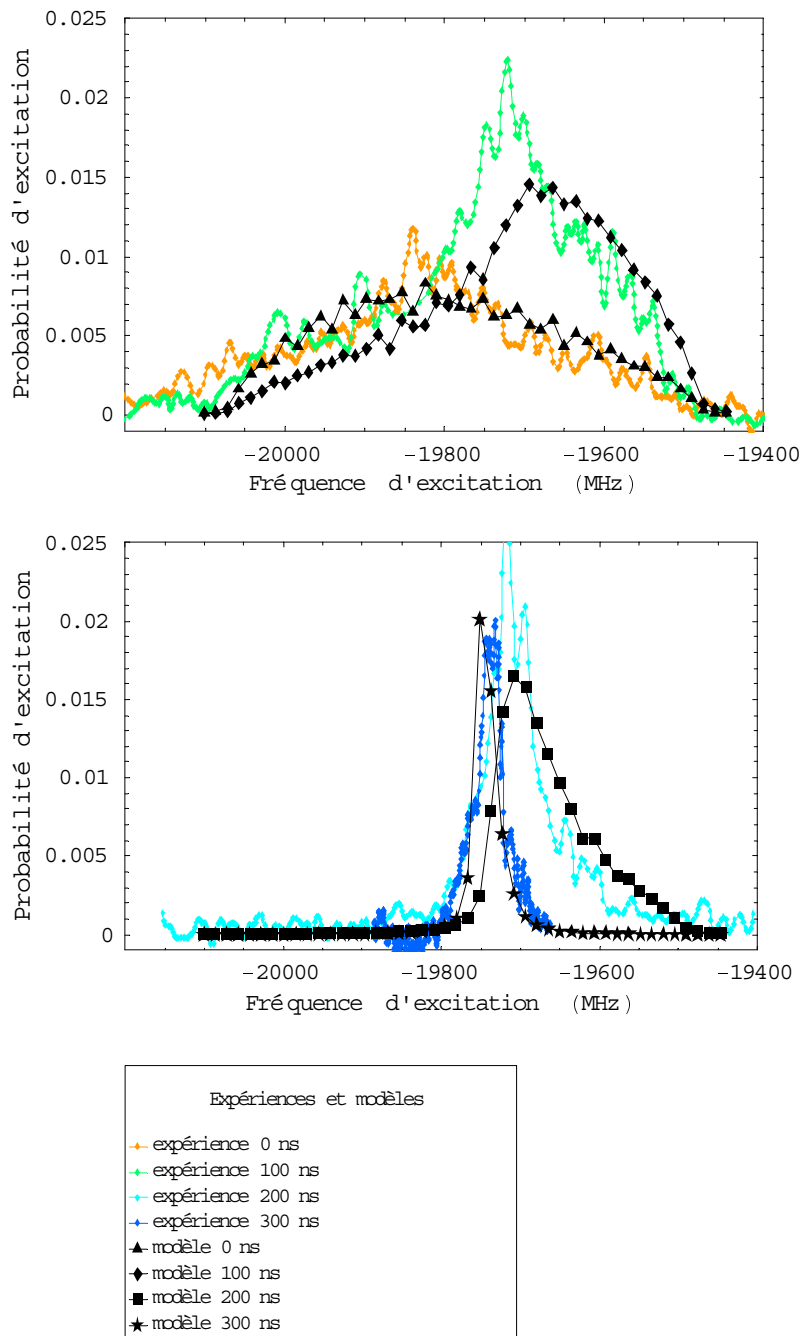 0.025
0.02
0.015
0.01
0.005
0
Probabilité d'excitation
-20000 -19800 -19600 -19400
Fréquence d'excitation (MHz)
0.025
0.02
0.015
0.01
0.005
0
Probabilité d'excitation
-20000 -19800 -19600 -19400
Fréquence d'excitation (MHz)
Expériences et modèles
expérience 0 ns
expérience 100 ns
expérience 200 ns
expérience 300 ns
modèle 0 ns
modèle 100 ns
modèle 200 ns
modèle 300 ns